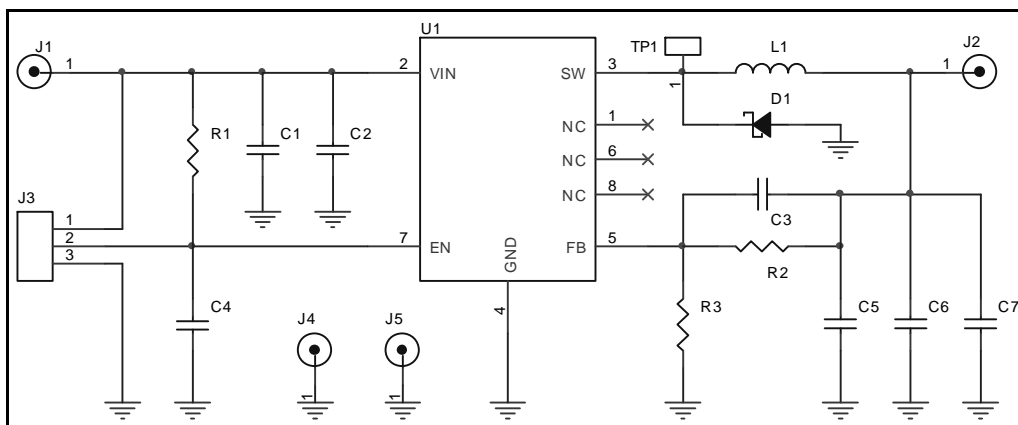 U1
J1
1
2
VIN
SW
3
TP1
1
L1
J2
1
D1
NC
1
NC
6
NC
8
R1
C1
C2
J3
1
2
3
7
EN
GND
4
FB
5
C3
R2
R3
C4
J4
1
J5
1
C5
C6
C7